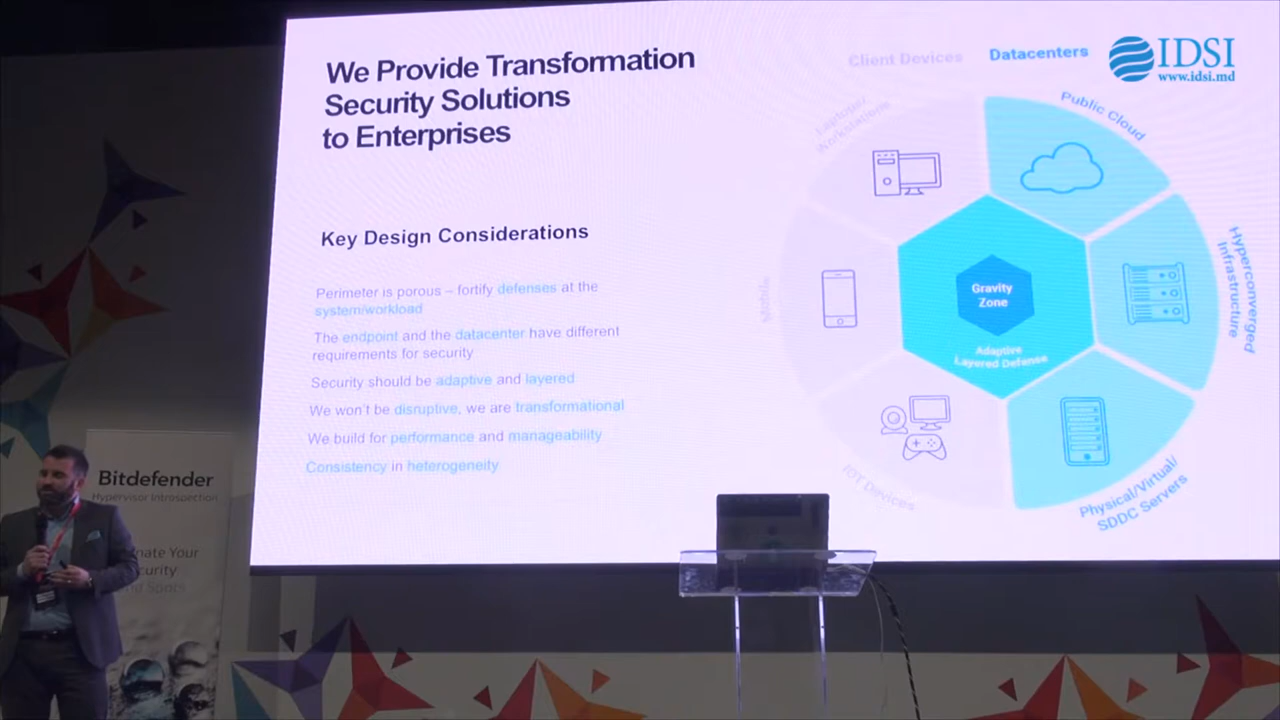 We Provide Transformation
Security Solutions
to Enterprises
Key Design Considerations
Perimeter is porous – fortify defenses at the
system/workload
The endpoint and the datacenter have different
requirements for security
Security should be adaptive and layered
We won't be disruptive, we are transformational
We build for performance and manageability
Consistency in heterogeneity
Client Devices
Datacenters
IDSI
www.idsi.md
Laptop/
Workstations
Public Cloud
Mobile
Gravity
Zone
Adaptive
Layered Defense
Hyperconverged
Infrastructure
IOT Devices
Physical/Virtual/
SDDC Servers
Bitdefender
Hypervisor Introspection
Your